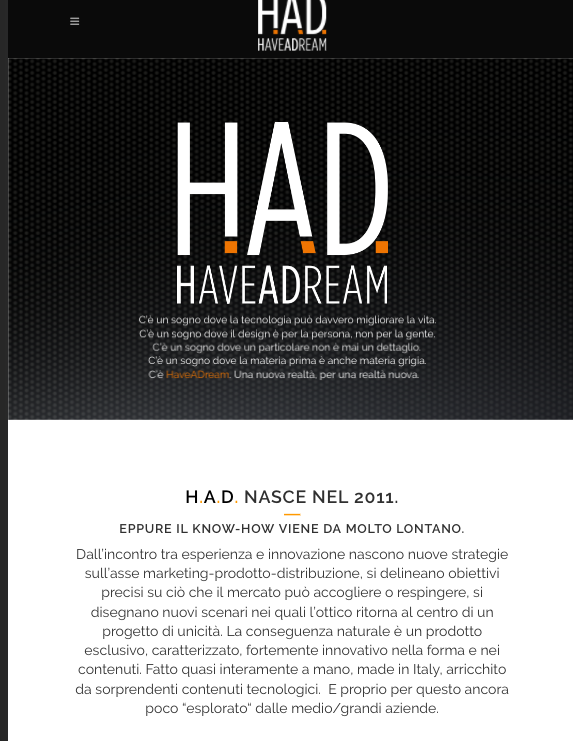 H.A.D.
HAVEADREAM
H.A.D.
HAVEADREAM
C'è un sogno dove la tecnologia può davvero migliorare la vita.
C'è un sogno dove il design è per la persona, non per la gente.
C'è un sogno dove un particolare non è mai un dettaglio.
C'è un sogno dove la materia prima è anche materia grigia.
C'è HaveADream. Una nuova realtà, per una realtà nuova.
H.A.D. NASCE NEL 2011.
EPPURE IL KNOW-HOW VIENE DA MOLTO LONTANO.
Dall'incontro tra esperienza e innovazione nascono nuove strategie
sull'asse marketing-prodotto-distribuzione, si delineano obiettivi
precisi su ciò che il mercato può accogliere o respingere, si
disegnano nuovi scenari nei quali l'ottico ritorna al centro di un
progetto di unicità. La conseguenza naturale è un prodotto
esclusivo, caratterizzato, fortemente innovativo nella forma e nei
contenuti. Fatto quasi interamente a mano, made in Italy, arricchito
da sorprendenti contenuti tecnologici. E proprio per questo ancora
poco “esplorato“ dalle medio/grandi aziende.